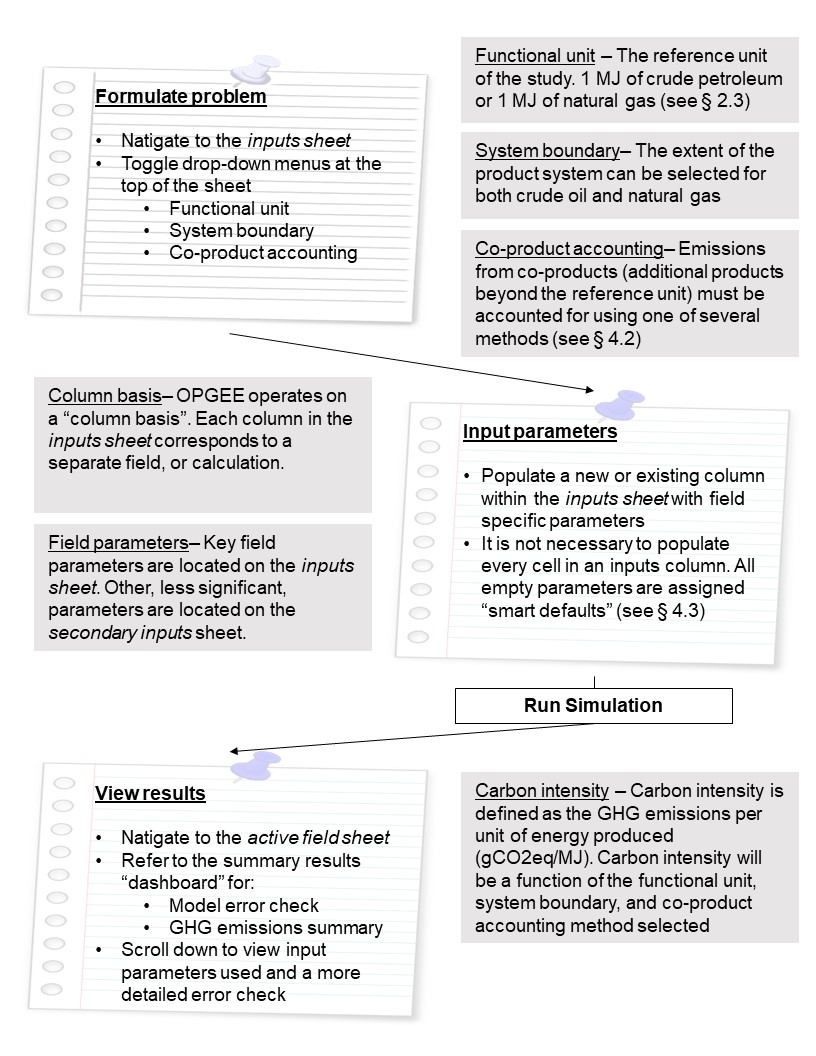 Formulate problem
• Natigate to the inputs sheet
• Toggle drop-down menus at the
top of the sheet
• Functional unit
• System boundary
• Co-product accounting
Functional unit – The reference unit
of the study. 1 MJ of crude petroleum
or 1 MJ of natural gas (see § 2.3)
System boundary– The extent of the
product system can be selected for
both crude oil and natural gas
Co-product accounting– Emissions
from co-products (additional products
beyond the reference unit) must be
accounted for using one of several
methods (see § 4.2)
Column basis– OPGEE operates on
a “column basis”. Each column in the
inputs sheet corresponds to a
separate field, or calculation.
Field parameters– Key field
parameters are located on the inputs
sheet. Other, less significant,
parameters are located on the
secondary inputs sheet.
Input parameters
• Populate a new or existing column
within the inputs sheet with field
specific parameters
• It is not necessary to populate
every cell in an inputs column. All
empty parameters are assigned
“smart defaults” (see § 4.3)
Run Simulation
View results
• Natigate to the active field sheet
• Refer to the summary results
“dashboard” for:
• Model error check
• GHG emissions summary
• Scroll down to view input
parameters used and a more
detailed error check
Carbon intensity – Carbon intensity is
defined as the GHG emissions per
unit of energy produced
(gCO2eq/MJ). Carbon intensity will
be a function of the functional unit,
system boundary, and co-product
accounting method selected